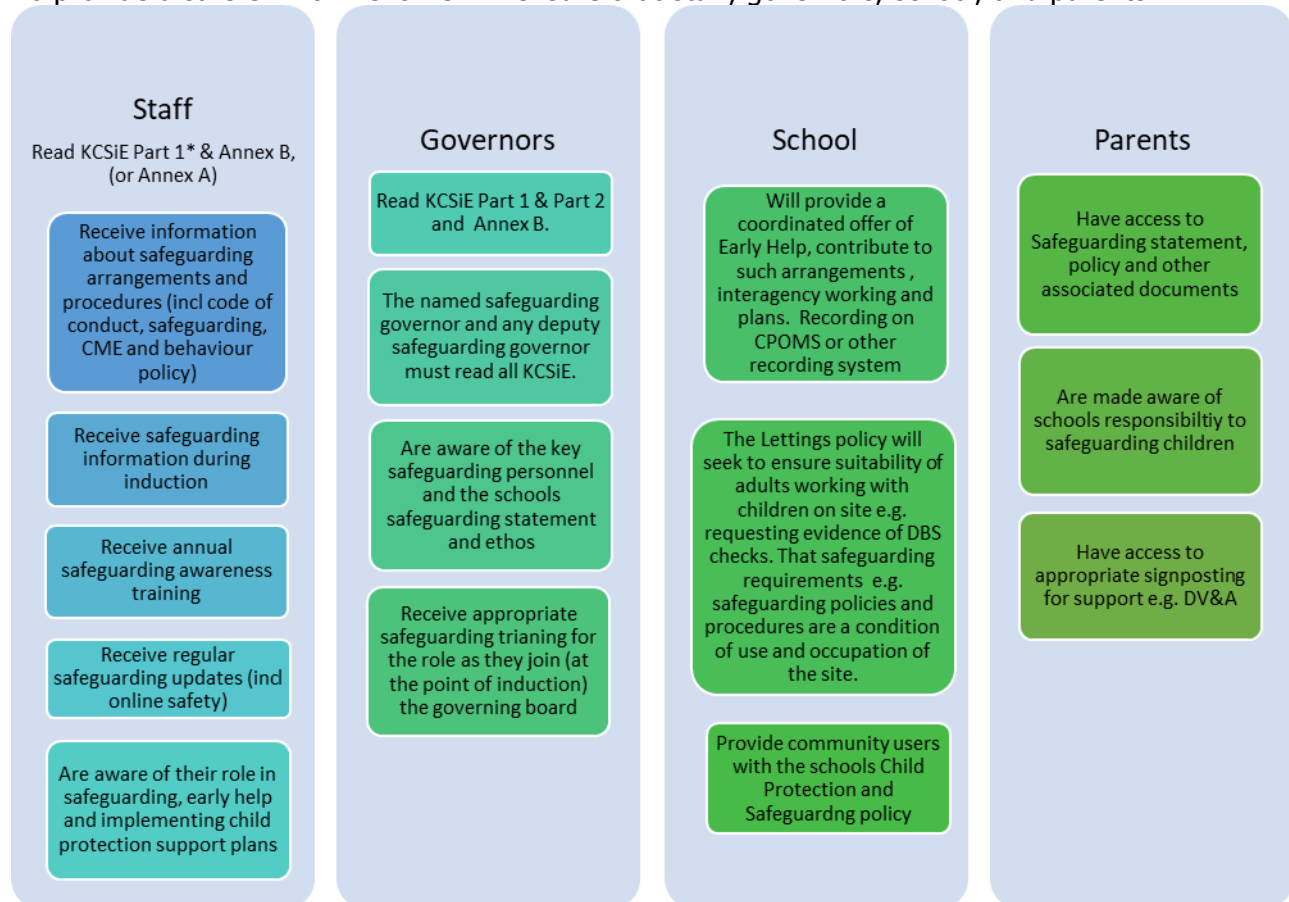 Staff
Read KCSiE Part 1* & Annex B,
(or Annex A)
Receive information
about safeguarding
arrangements and
procedures (incl code of
conduct, safeguarding,
CME and behaviour
policy)
Receive safeguarding
information during
induction
Receive annual
safeguarding awareness
training
Receive regular
safeguarding updates (incl
online safety)
Are aware of their role in
safeguarding, early help
and implementing child
protection support plans
Governors
Read KCSiE Part 1 & Part 2
and Annex B.
The named safeguarding
governor and any deputy
safeguarding governor
must read all KCSiE.
Are aware of the key
safeguarding personnel
and the schools
safeguarding statement
and ethos
Receive appropriate
safeguarding trianing for
the role as they join (at
the point of induction)
the governing board
School
Will provide a
coordinated offer of
Early Help, contribute to
such arrangements ,
interagency working and
plans. Recording on
CPOMS or other
recording system
The Lettings policy will
seek to ensure suitability of
adults working with
children on site e.g.
requesting evidence of DBS
checks. That safeguarding
requirements e.g.
safeguarding policies and
procedures are a condition
of use and occupation of
the site.
Provide community users
with the schools Child
Protection and
Safeguardng policy
Parents
Have access to
Safeguarding statement,
policy and other
associated documents
Are made aware of
schools responsibiltiy to
safeguarding children
Have access to
appropriate signposting
for support e.g. DV&A